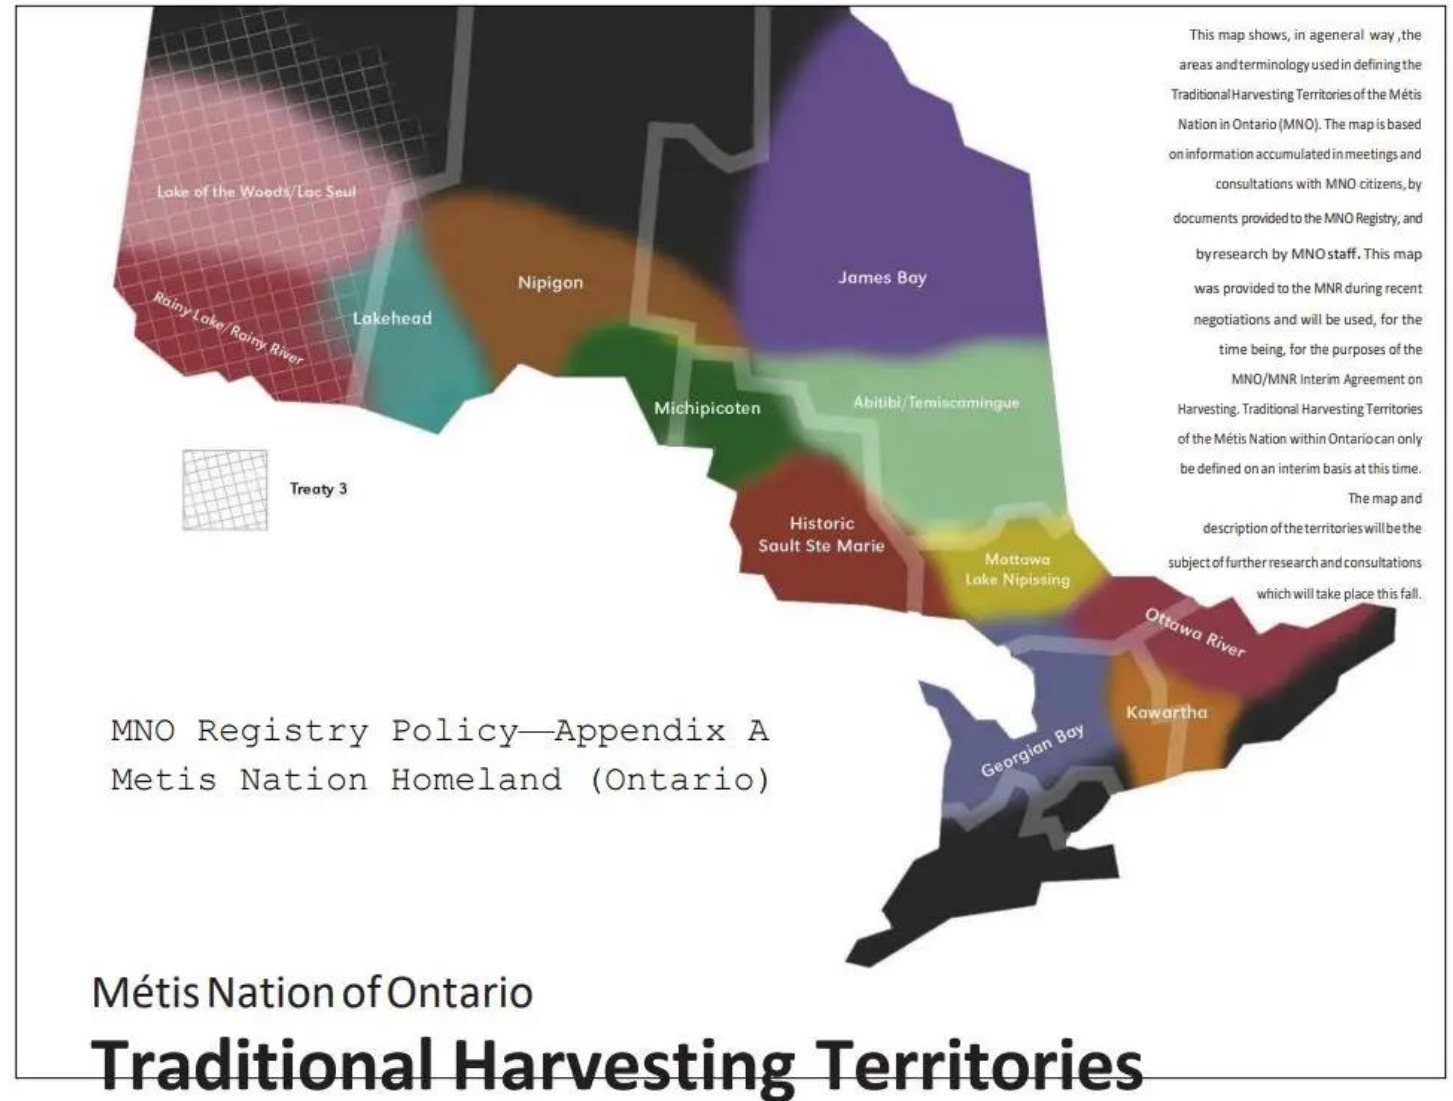 This map shows, in ageneral way ,the
areas and terminology used in defining the
Traditional Harvesting Territories of the Métis
Nation in Ontario (MNO). The map is based
on information accumulated in meetings and
consultations with MNO citizens, by
documents provided to the MNO Registry, and
by research by MNO staff. This map
was provided to the MNR during recent
negotiations and will be used, for the
time being, for the purposes of the
MNO/MNR Interim Agreement on
Harvesting. Traditional Harvesting Territories
of the Métis Nation within Ontario can only
be defined on an interim basis at this time.
The map and
description of the territories will be the
subject of further research and consultations
which will take place this fall.
Lake of the Woods/Lac Seul
Rainy Lake/Rainy River
Lakehead
Nipigon
James Bay
Michipicoten
Abitibi/Temiscamingue
Historic
Sault Ste Marie
Mattawa
Lake Nipissing
Ottawa River
Kawartha
Georgian Bay
Treaty 3
MNO Registry Policy—Appendix A
Metis Nation Homeland (Ontario)
Métis Nation of Ontario
Traditional Harvesting Territories